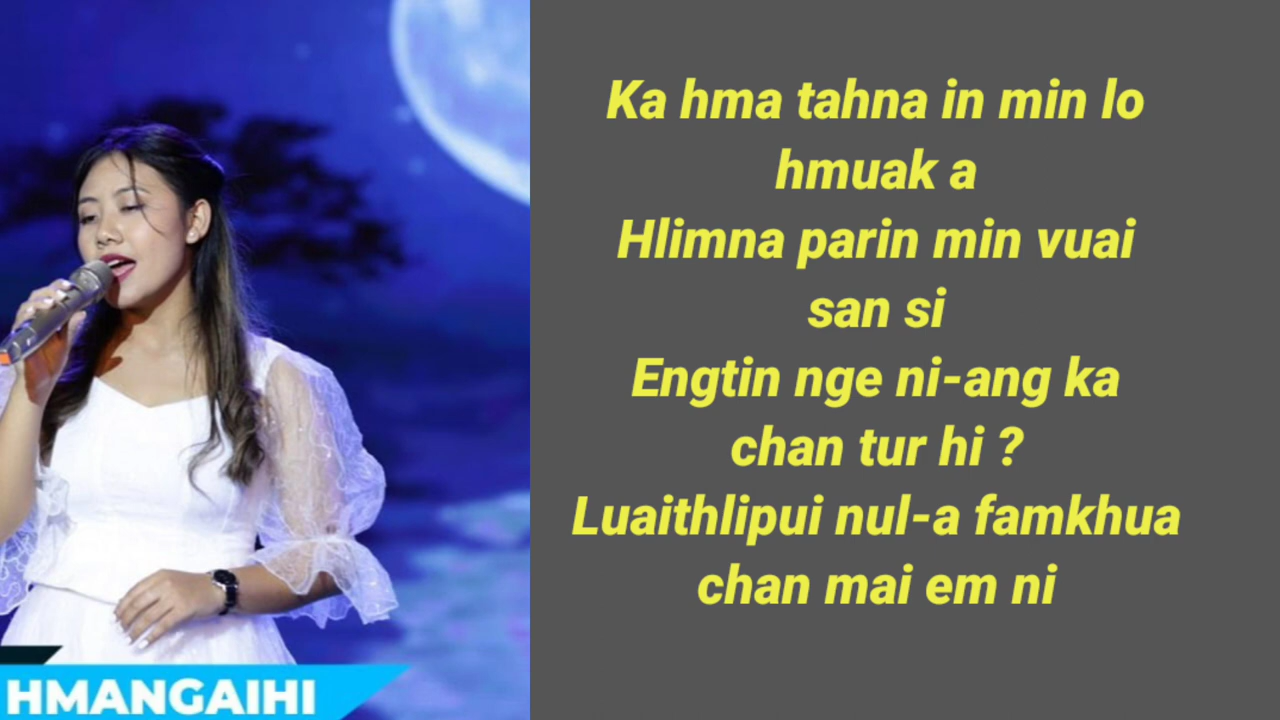 Ka hma tahna in min lo
hmuak a
Hlimna parin min vuai
san si
Engtin nge ni-ang ka
chan tur hi ?
Luaithlipui nul-a famkhua
chan mai em ni
HMANGAIHI